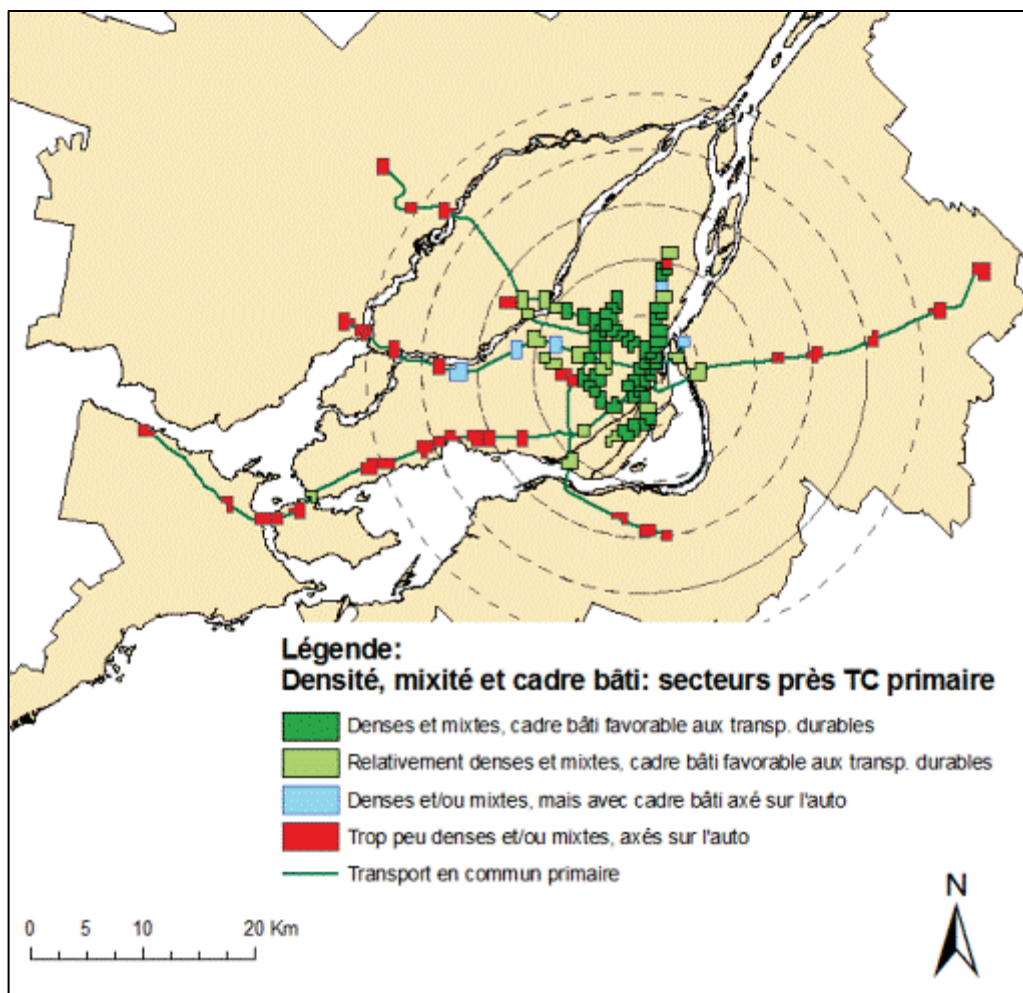 Légende:
Densité, mixité et cadre bâti: secteurs près TC primaire
Denses et mixtes, cadre bâti favorable aux transp. durables
Relativement denses et mixtes, cadre bâti favorable aux transp. durables
Denses et/ou mixtes, mais avec cadre bâti axé sur l'auto
Trop peu denses et/ou mixtes, axés sur l'auto
Transport en commun primaire
N
0 5 10 20 Km